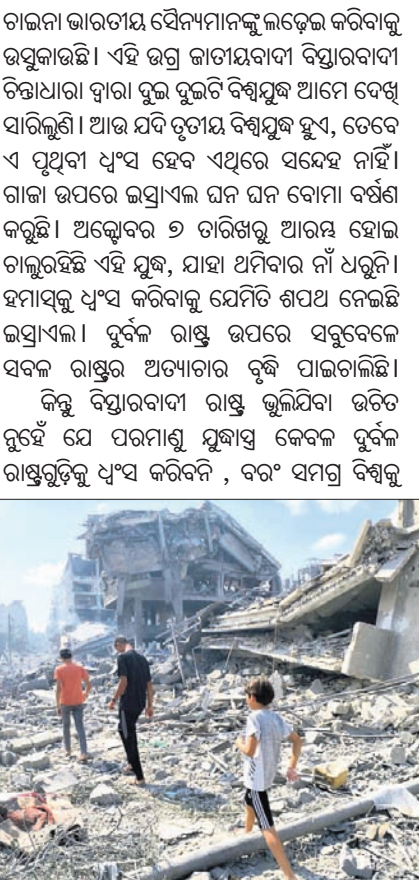 ଚାଇନା ଭାରତୀୟ ସୈନ୍ୟମାନଙ୍କୁ ଲଢ଼େଇ କରିବାକୁ
ଉସୁକାଉଛି। ଏହି ଉଗ୍ର ଜାତୀୟବାଦୀ ବିସ୍ତାରବାଦୀ
ଚିନ୍ତାଧାରା ଦ୍ୱାରା ଦୁଇ ଦୁଇଟି ବିଶ୍ୱଯୁଦ୍ଧ ଆମେ ଦେଖି
ସାରିଲୁଣି। ଆଉ ଯଦି ତୃତୀୟ ବିଶ୍ୱଯୁଦ୍ଧ ହୁଏ, ତେବେ
ଏ ପୃଥିବୀ ଧ୍ୱଂସ ହେବ ଏଥିରେ ସନ୍ଦେହ ନାହିଁ।
ଗାଜା ଉପରେ ଇସ୍ରାଏଲ ଘନ ଘନ ବୋମା ବର୍ଷଣ
କରୁଛି। ଅକ୍ଟୋବର ୭ ତାରିଖରୁ ଆରମ୍ଭ ହୋଇ
ଚାଲୁରହିଛି ଏହି ଯୁଦ୍ଧ, ଯାହା ଥମିବାର ନାଁ ଧରୁନି।
ହମାସ୍‌କୁ ଧ୍ୱଂସ କରିବାକୁ ଯେମିତି ଶପଥ ନେଇଛି
ଇସ୍ରାଏଲ। ଦୁର୍ବଳ ରାଷ୍ଟ୍ର ଉପରେ ସବୁବେଳେ
ସବଳ ରାଷ୍ଟ୍ରର ଅତ୍ୟାଚାର ବୃଦ୍ଧି ପାଇଚାଲିଛି।
କିନ୍ତୁ ବିସ୍ତାରବାଦୀ ରାଷ୍ଟ୍ର ଭୁଲିଯିବା ଉଚିତ
ନୁହେଁ ଯେ ପରମାଣୁ ଯୁଦ୍ଧାସ୍ତ୍ର କେବଳ ଦୁର୍ବଳ
ରାଷ୍ଟ୍ରଗୁଡ଼ିକୁ ଧ୍ୱଂସ କରିବନି , ବରଂ ସମଗ୍ର ବିଶ୍ୱକୁ